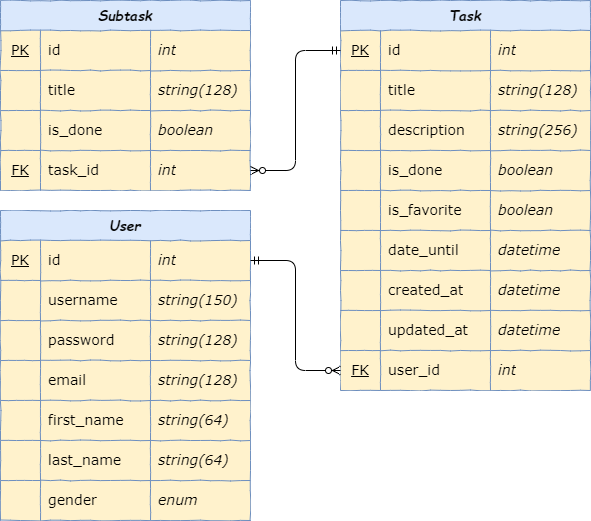 Subtask
PK id int
title string(128)
is_done boolean
FK task_id int
Task
PK id int
title string(128)
description string(256)
is_done boolean
is_favorite boolean
date_until datetime
created_at datetime
updated_at datetime
FK user_id int
User
PK id int
username string(150)
password string(128)
email string(128)
first_name string(64)
last_name string(64)
gender enum